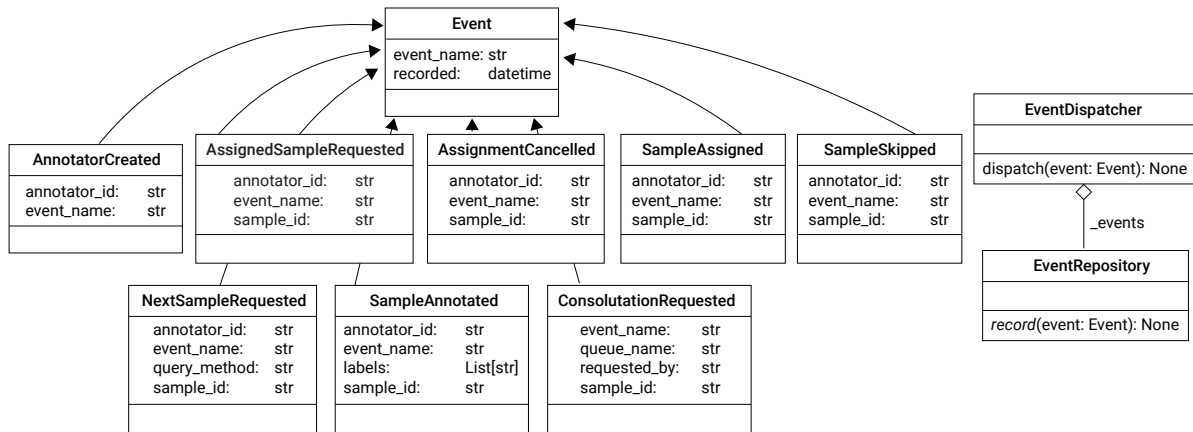 Event
event_name: str
recorded: datetime
EventDispatcher
dispatch(event: Event): None
AnnotatorCreated
annotator_id: str
event_name: str
AssignedSampleRequested
annotator_id: str
event_name: str
sample_id: str
AssignmentCancelled
annotator_id: str
event_name: str
sample_id: str
SampleAssigned
annotator_id: str
event_name: str
sample_id: str
SampleSkipped
annotator_id: str
event_name: str
sample_id: str
_events
EventRepository
record(event: Event): None
NextSampleRequested
annotator_id: str
event_name: str
query_method: str
sample_id: str
SampleAnnotated
annotator_id: str
event_name: str
labels: List[str]
sample_id: str
ConsolutationRequested
event_name: str
queue_name: str
requested_by: str
sample_id: str